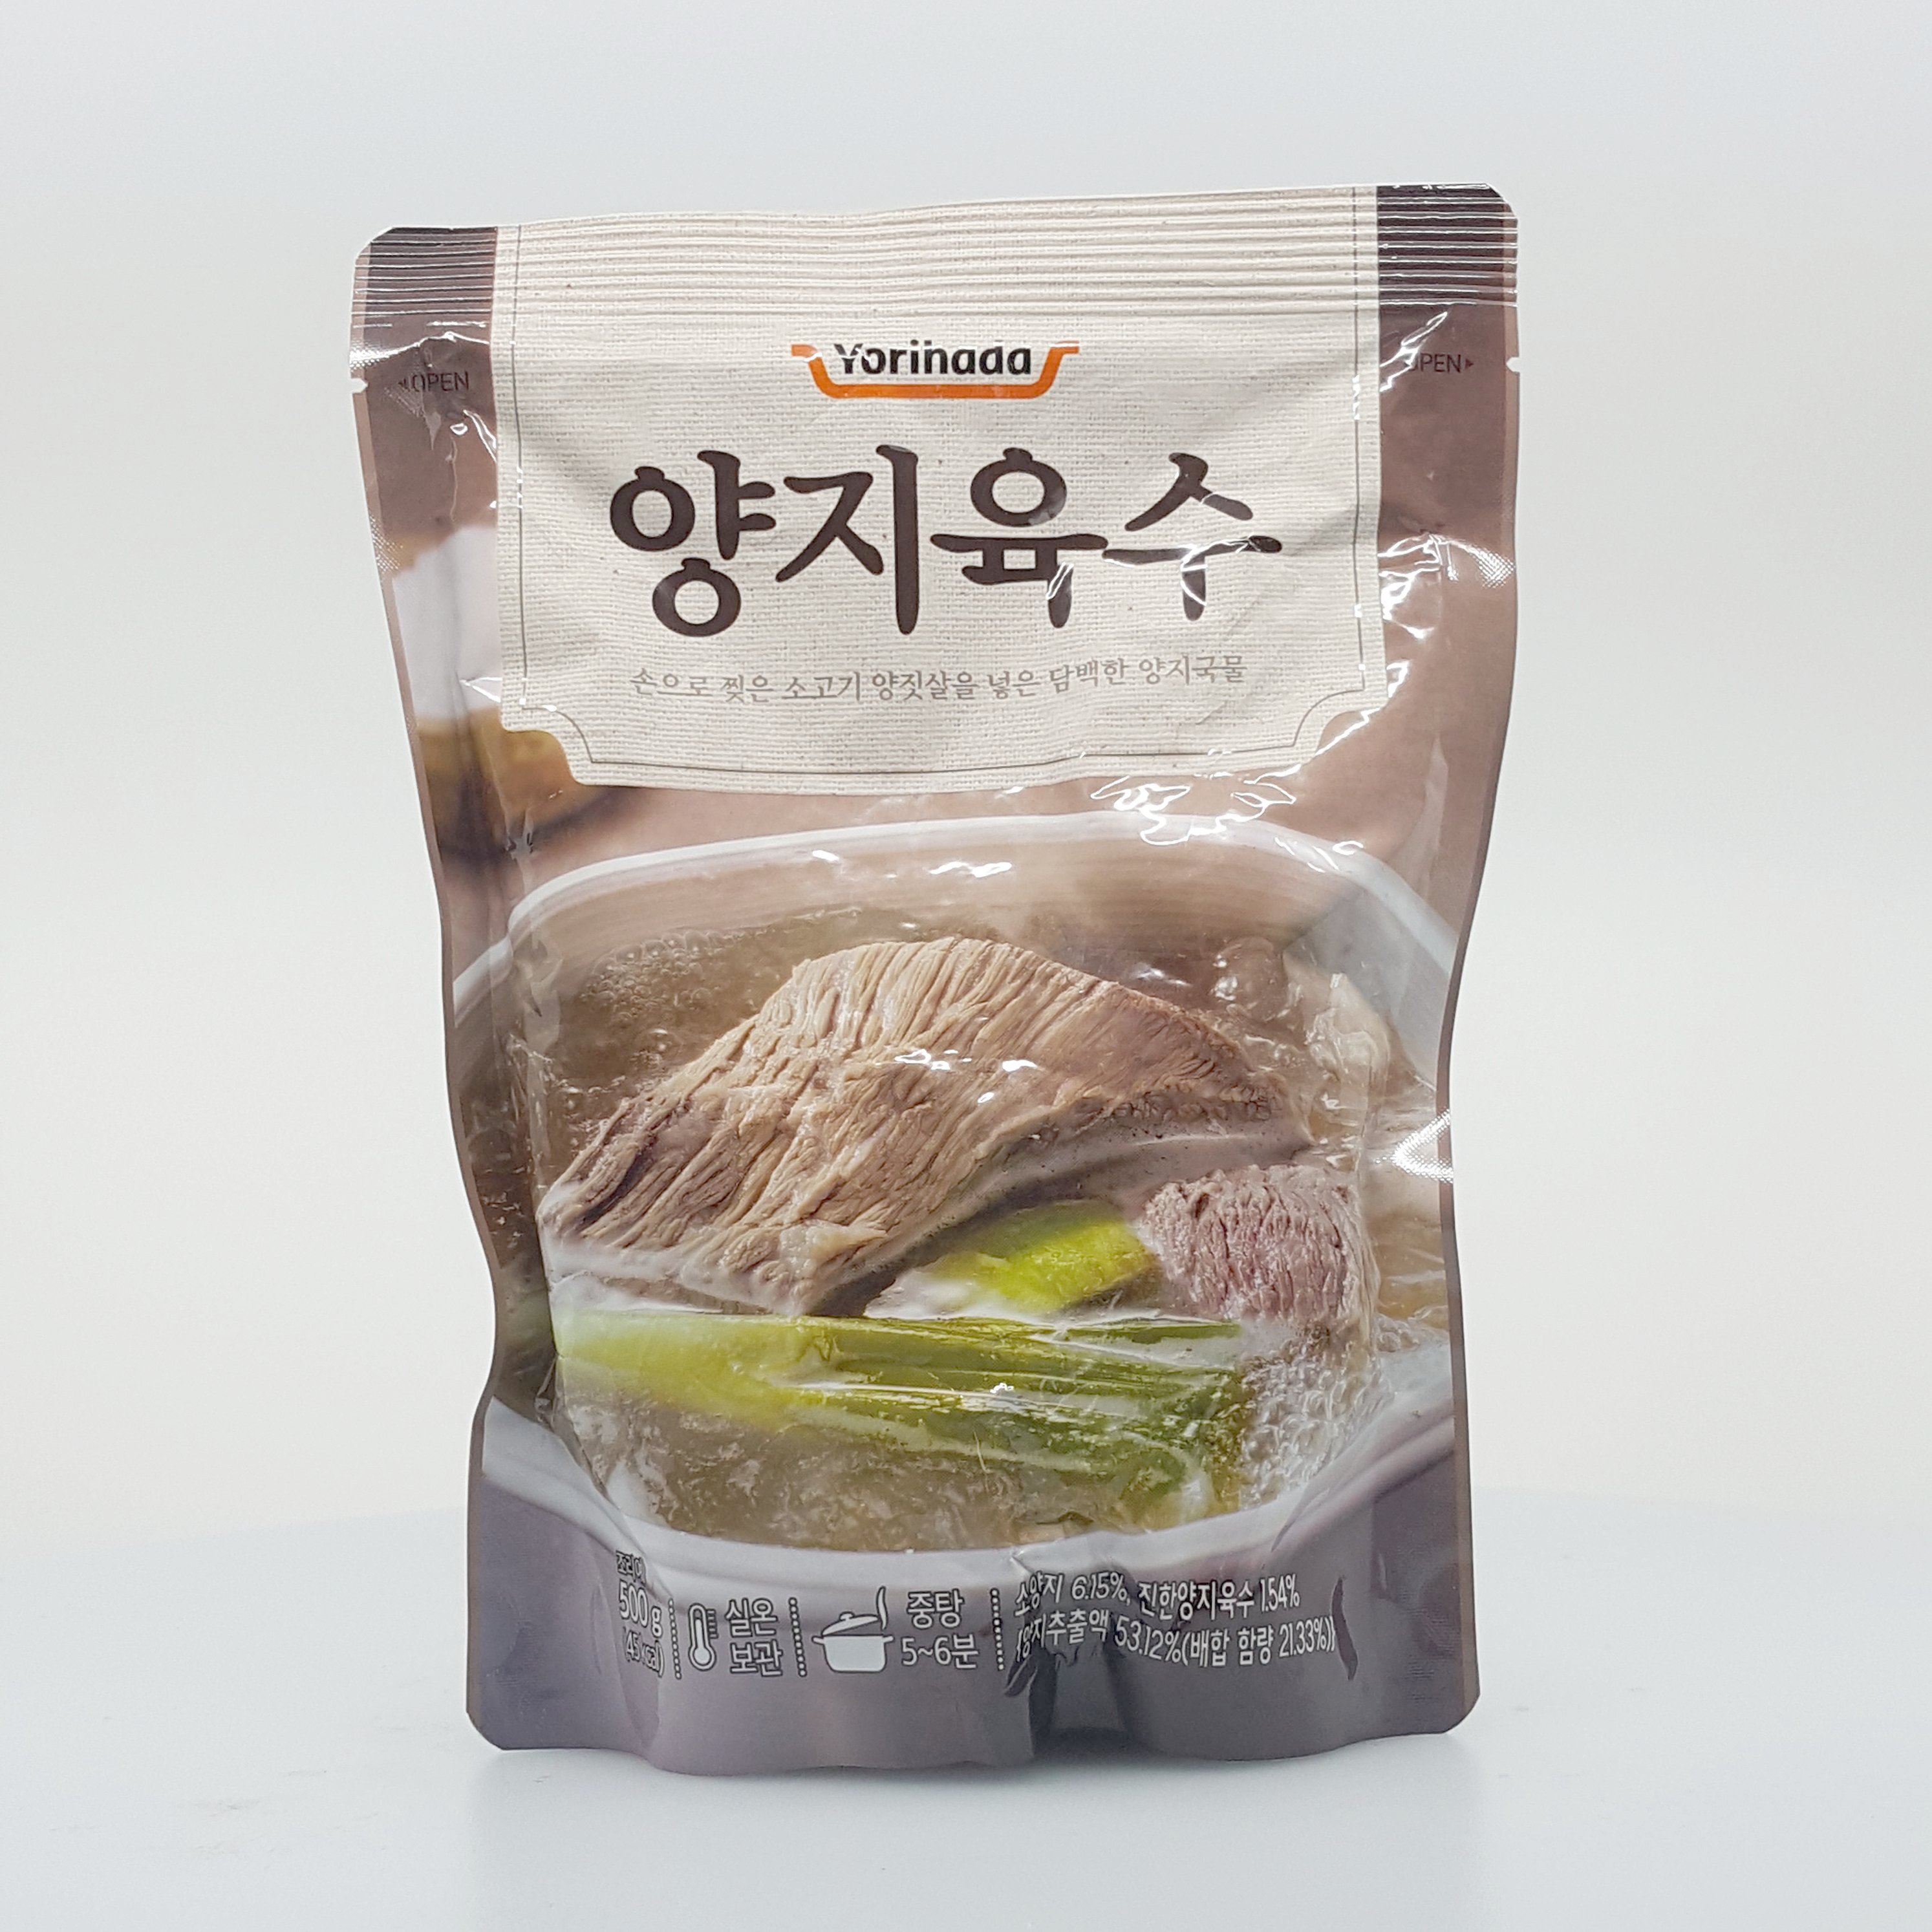 Yorihada
◂OPEN
OPEN▸
양지육수
손으로 찢은 소고기 양짓살을 넣은 담백한 양지국물
500 g
실온
보관
중탕
5~6분
소양지 6.15%, 진한양지육수 1.54%
{양지추출액 53.12%(배합 함량 21.33%)}